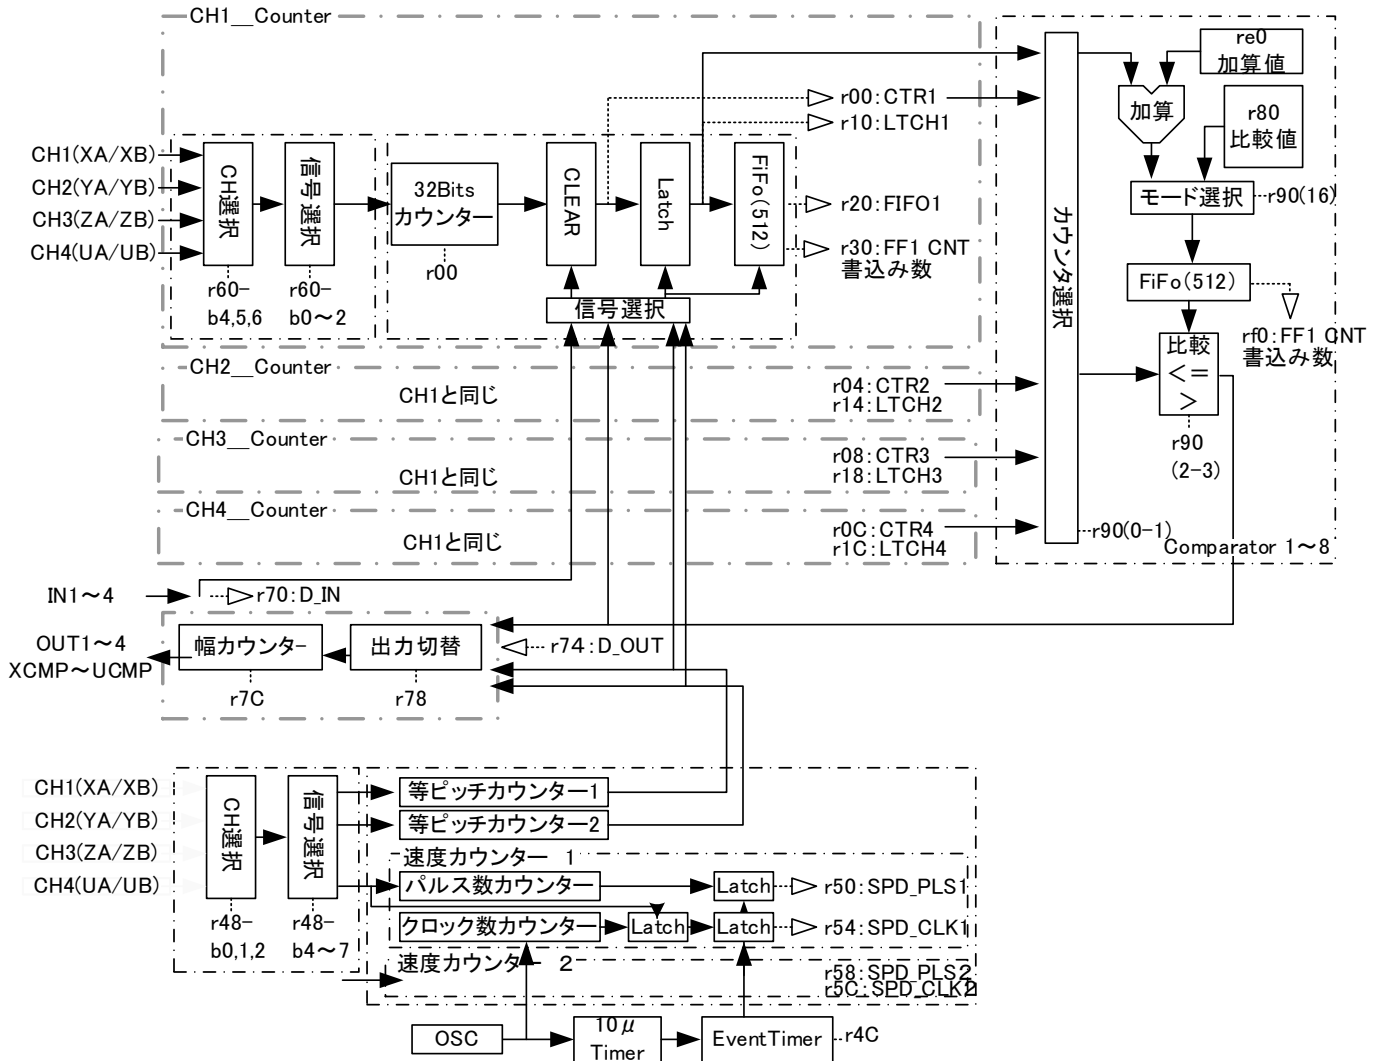 CH1__Counter
re0
加算値
r00:CTR1
r10:LTCH1
加算
r80
比較値
CH1(XA/XB)
CH2(YA/YB)
CH3(ZA/ZB)
CH4(UA/UB)
CH選択
信号選択
32Bits
カウンター
CLEAR
Latch
FiFo(512)
r20:FIFO1
r30:FF1 CNT
書込み数
r00
r60-
b4,5,6
r60-
b0～2
信号選択
カウンタ選択
モード選択
r90(16)
FiFo(512)
rf0:FF1 CNT
書込み数
比較
<=
>
r90
(2-3)
CH2__Counter
CH1と同じ
r04:CTR2
r14:LTCH2
CH3__Counter
CH1と同じ
r08:CTR3
r18:LTCH3
CH4__Counter
CH1と同じ
r0C:CTR4
r1C:LTCH4
r90(0-1)
Comparator 1～8
IN1～4
r70:D_IN
OUT1～4
XCMP～UCMP
幅カウンター
出力切替
r74:D_OUT
r7C
r78
CH1(XA/XB)
CH2(YA/YB)
CH3(ZA/ZB)
CH4(UA/UB)
CH選択
信号選択
r48-
b0,1,2
r48-
b4～7
等ピッチカウンター1
等ピッチカウンター2
速度カウンター 1
パルス数カウンター
Latch
r50:SPD_PLS1
クロック数カウンター
Latch
Latch
r54:SPD_CLK1
速度カウンター 2
r58:SPD_PLS2
r5C:SPD_CLK2
OSC
10μ
Timer
EventTimer
r4C